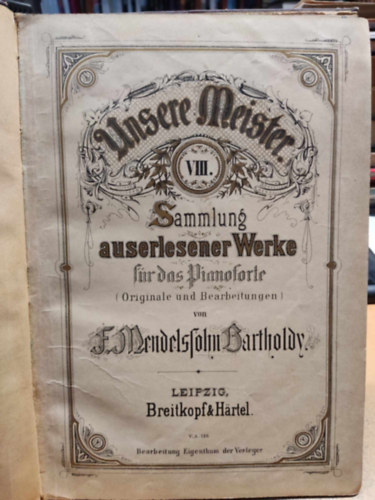 Unsere Meister.
VIII.
Sammlung
auserlesener Werke
für das Pianoforte
(Originale und Bearbeitungen)
von
F. Mendelssohn Bartholdy.
LEIPZIG,
Breitkopf & Härtel.
Bearbeitung Eigenthum der Verleger